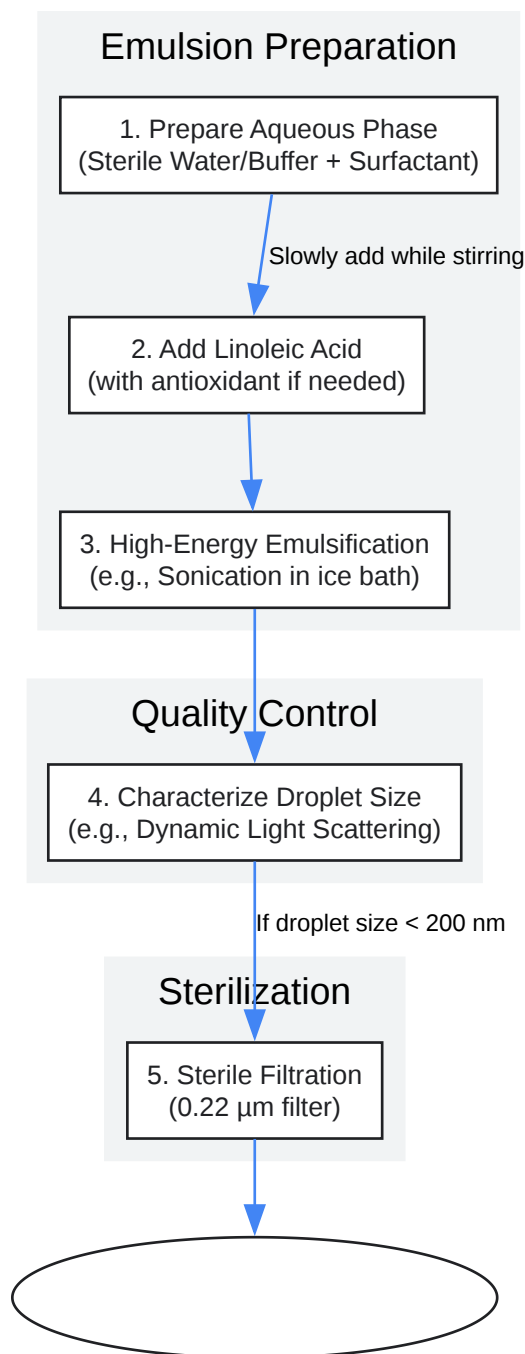 Emulsion Preparation
1. Prepare Aqueous Phase
(Sterile Water/Buffer + Surfactant)
Slowly add while stirring
2. Add Linoleic Acid
(with antioxidant if needed)
3. High-Energy Emulsification
(e.g., Sonication in ice bath)
Quality Control
4. Characterize Droplet Size
(e.g., Dynamic Light Scattering)
If droplet size < 200 nm
Sterilization
5. Sterile Filtration
(0.22 µm filter)